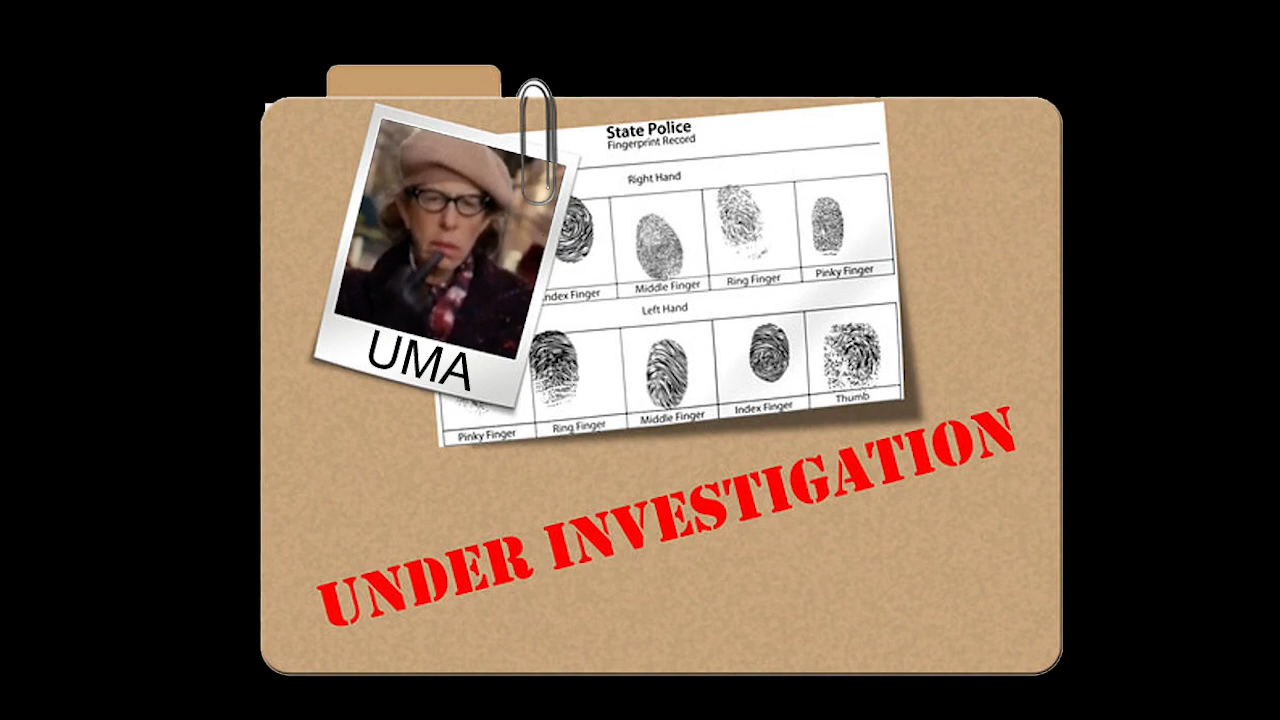 State Police
Fingerprint Record
Right Hand
Index Finger
Middle Finger
Ring Finger
Pinky Finger
Left Hand
Pinky Finger
Ring Finger
Middle Finger
Index Finger
Thumb
UMA
UNDER INVESTIGATION